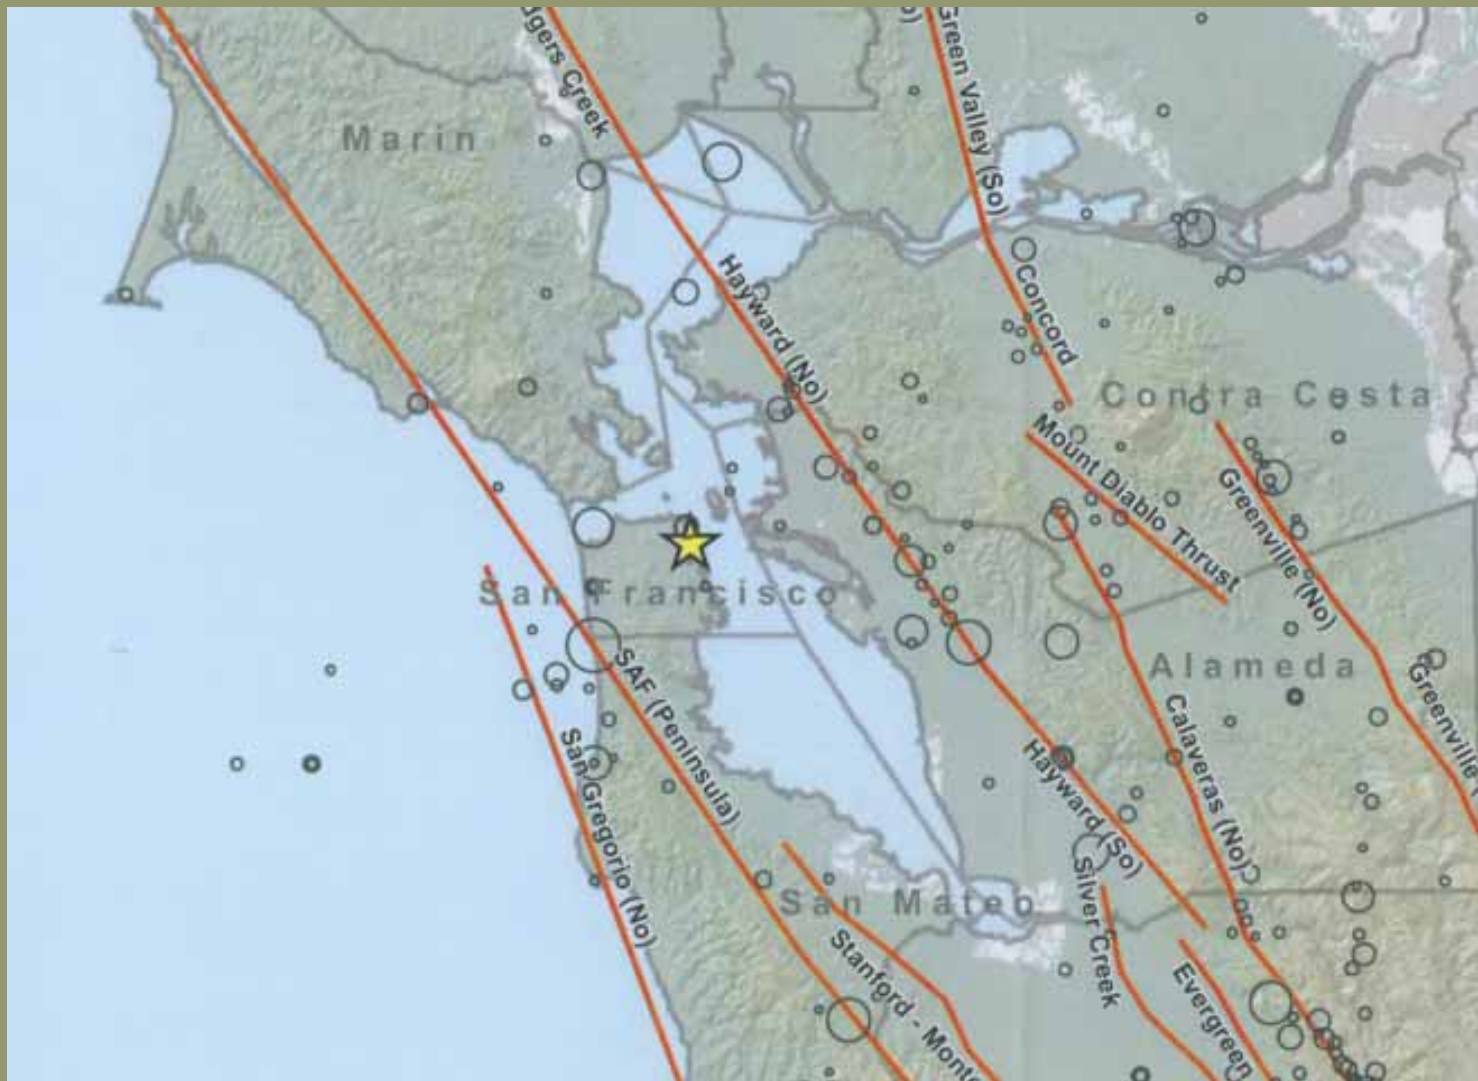 dgers Creek
Green Valley (So)
Marin
Hayward (No)
Concord
Contra Costa
Mount Diablo Thrust
Greenville (No)
San Francisco
SAF (Peninsula)
Alameda
Greenville (
San Gregorio (No)
Calaveras (No)
Hayward (So)
Silver Creek
San Mateo
Stanford - Monte
Evergreen